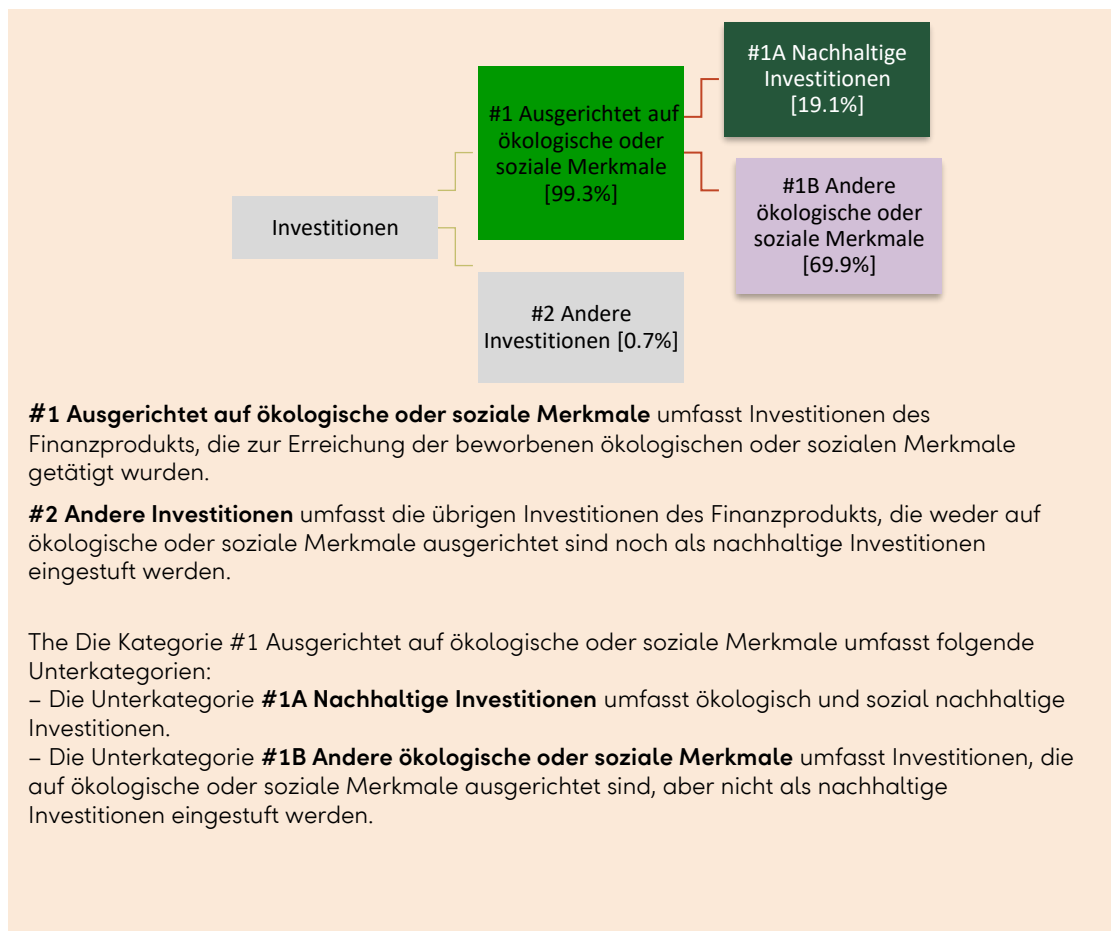 #1A Nachhaltige
Investitionen
[19.1%]
#1 Ausgerichtet auf
ökologische oder
soziale Merkmale
[99.3%]
#1B Andere
ökologische oder
soziale Merkmale
[69.9%]
Investitionen
#2 Andere
Investitionen [0.7%]
#1 Ausgerichtet auf ökologische oder soziale Merkmale umfasst Investitionen des
Finanzprodukts, die zur Erreichung der beworbenen ökologischen oder sozialen Merkmale
getätigt wurden.
#2 Andere Investitionen umfasst die übrigen Investitionen des Finanzprodukts, die weder auf
ökologische oder soziale Merkmale ausgerichtet sind noch als nachhaltige Investitionen
eingestuft werden.
The Die Kategorie #1 Ausgerichtet auf ökologische oder soziale Merkmale umfasst folgende
Unterkategorien:
– Die Unterkategorie #1A Nachhaltige Investitionen umfasst ökologisch und sozial nachhaltige
Investitionen.
– Die Unterkategorie #1B Andere ökologische oder soziale Merkmale umfasst Investitionen, die
auf ökologische oder soziale Merkmale ausgerichtet sind, aber nicht als nachhaltige
Investitionen eingestuft werden.